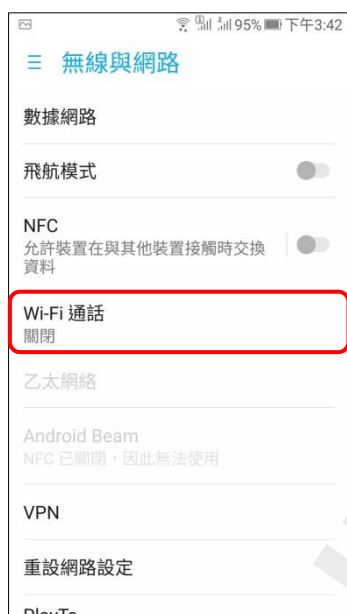 95% 下午3:42
無線與網路
數據網路
飛航模式
NFC
允許裝置在與其他裝置接觸時交換
資料
Wi-Fi 通話
關閉
乙太網絡
Android Beam
NFC 已關閉，因此無法使用
VPN
重設網路設定
PlayTo